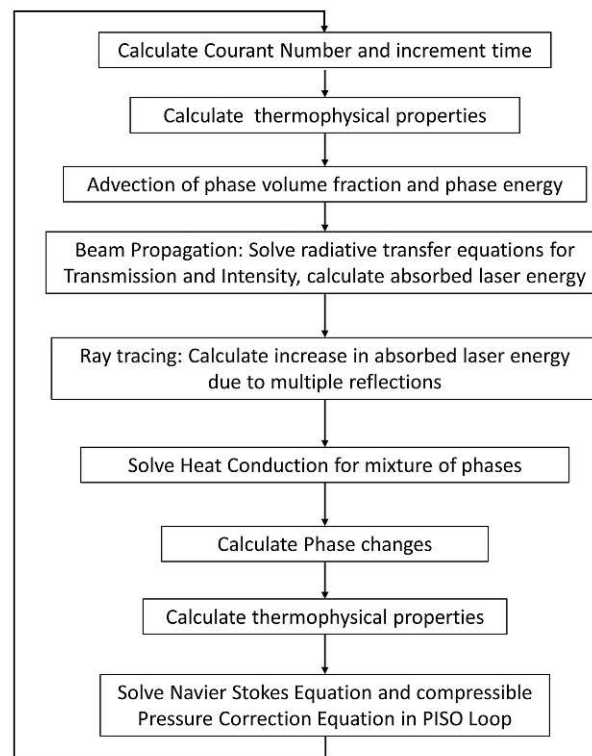 Calculate Courant Number and increment time
Calculate thermophysical properties
Advection of phase volume fraction and phase energy
Beam Propagation: Solve radiative transfer equations for
Transmission and Intensity, calculate absorbed laser energy
Ray tracing: Calculate increase in absorbed laser energy
due to multiple reflections
Solve Heat Conduction for mixture of phases
Calculate Phase changes
Calculate thermophysical properties
Solve Navier Stokes Equation and compressible
Pressure Correction Equation in PISO Loop